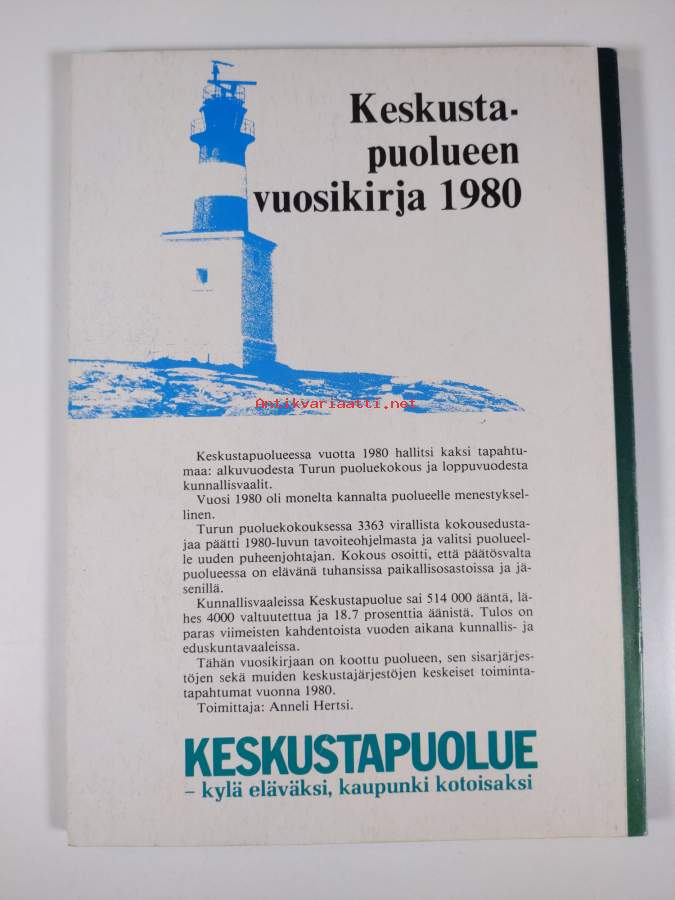 Keskusta-
puolueen
vuosikirja 1980
Antikvariaatti.net
Keskustapuolueessa vuotta 1980 hallitsi kaksi tapahtu-
maa: alkuvuodesta Turun puoluekokous ja loppuvuodesta
kunnallisvaalit.
Vuosi 1980 oli monelta kannalta puolueelle menestyksel-
linen.
Turun puoluekokouksessa 3363 virallista kokousedusta-
jaa päätti 1980-luvun tavoiteohjelmasta ja valitsi puolueel-
le uuden puheenjohtajan. Kokous osoitti, että päätösvalta
puolueessa on elävänä tuhansissa paikallisosastoissa ja jä-
senillä.
Kunnallisvaaleissa Keskustapuolue sai 514 000 ääntä, lä-
hes 4000 valtuutettua ja 18.7 prosenttia äänistä. Tulos on
paras viimeisten kahdentoista vuoden aikana kunnallis- ja
eduskuntavaaleissa.
Tähän vuosikirjaan on koottu puolueen, sen sisarjärjes-
töjen sekä muiden keskustajärjestöjen keskeiset toiminta-
tapahtumat vuonna 1980.
Toimittaja: Anneli Hertsi.
KESKUSTAPUOLUE
– kylä eläväksi, kaupunki kotoisaksi